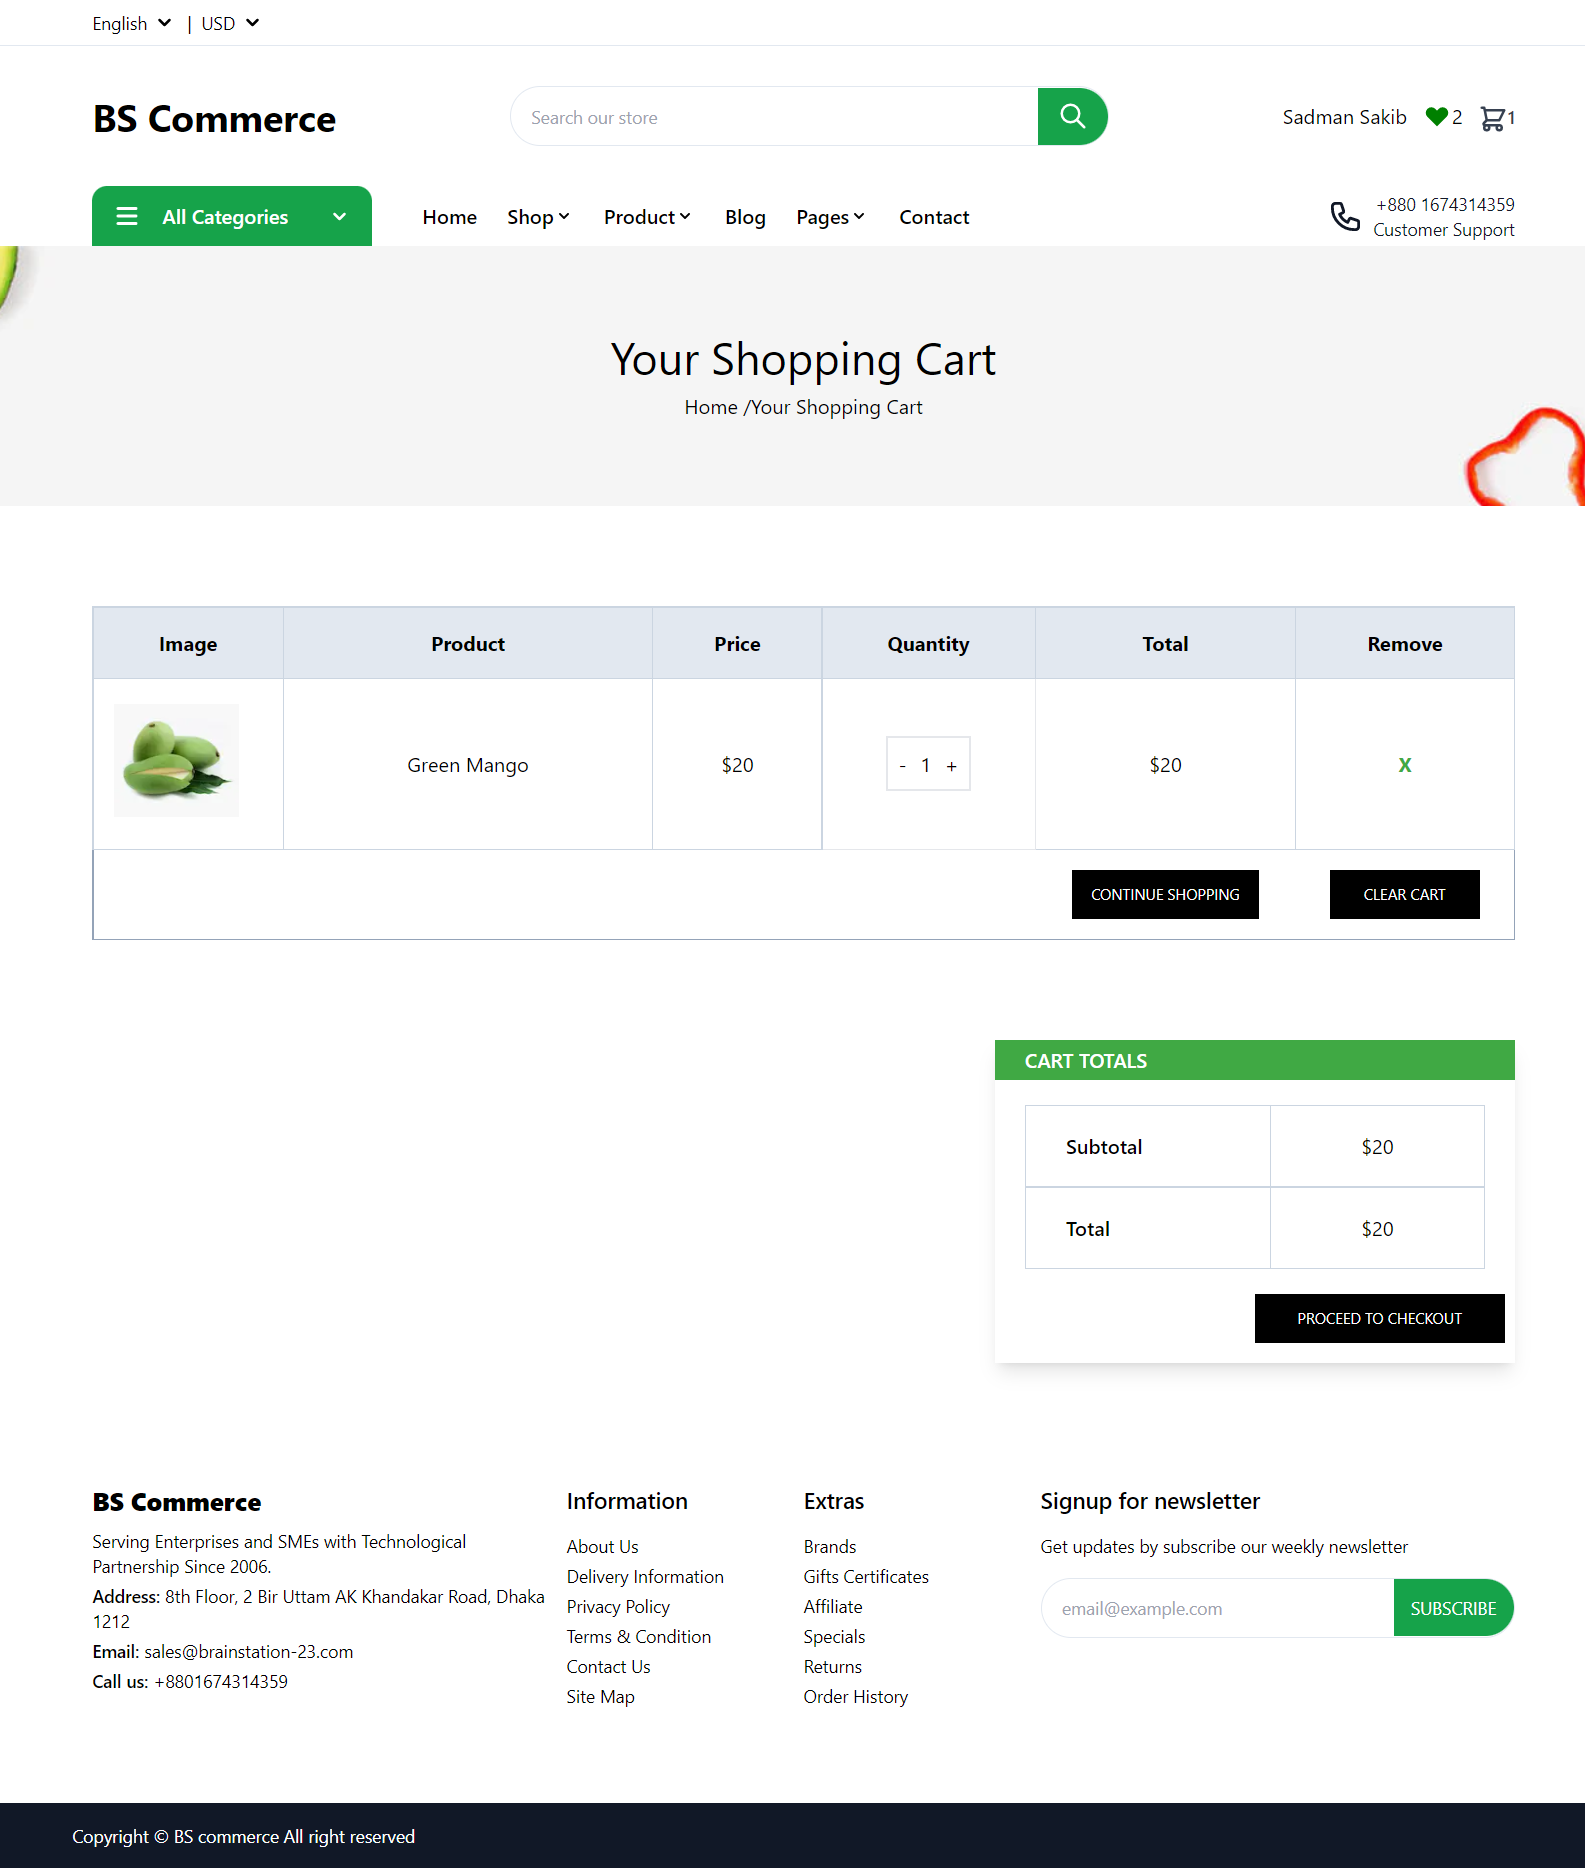 English | USD
BS Commerce
Search our store
Sadman Sakib 2 1
All Categories Home Shop Product Blog Pages Contact
+880 1674314359
Customer Support
Your Shopping Cart
Home /Your Shopping Cart
Image Product Price Quantity Total Remove
Green Mango $20 - 1 + $20 X
CONTINUE SHOPPING CLEAR CART
CART TOTALS
Subtotal $20
Total $20
PROCEED TO CHECKOUT
BS Commerce
Serving Enterprises and SMEs with Technological
Partnership Since 2006.
Address: 8th Floor, 2 Bir Uttam AK Khandakar Road, Dhaka
1212
Email: sales@brainstation-23.com
Call us: +8801674314359
Information
About Us
Delivery Information
Privacy Policy
Terms & Condition
Contact Us
Site Map
Extras
Brands
Gifts Certificates
Affiliate
Specials
Returns
Order History
Signup for newsletter
Get updates by subscribe our weekly newsletter
email@example.com SUBSCRIBE
Copyright © BS commerce All right reserved